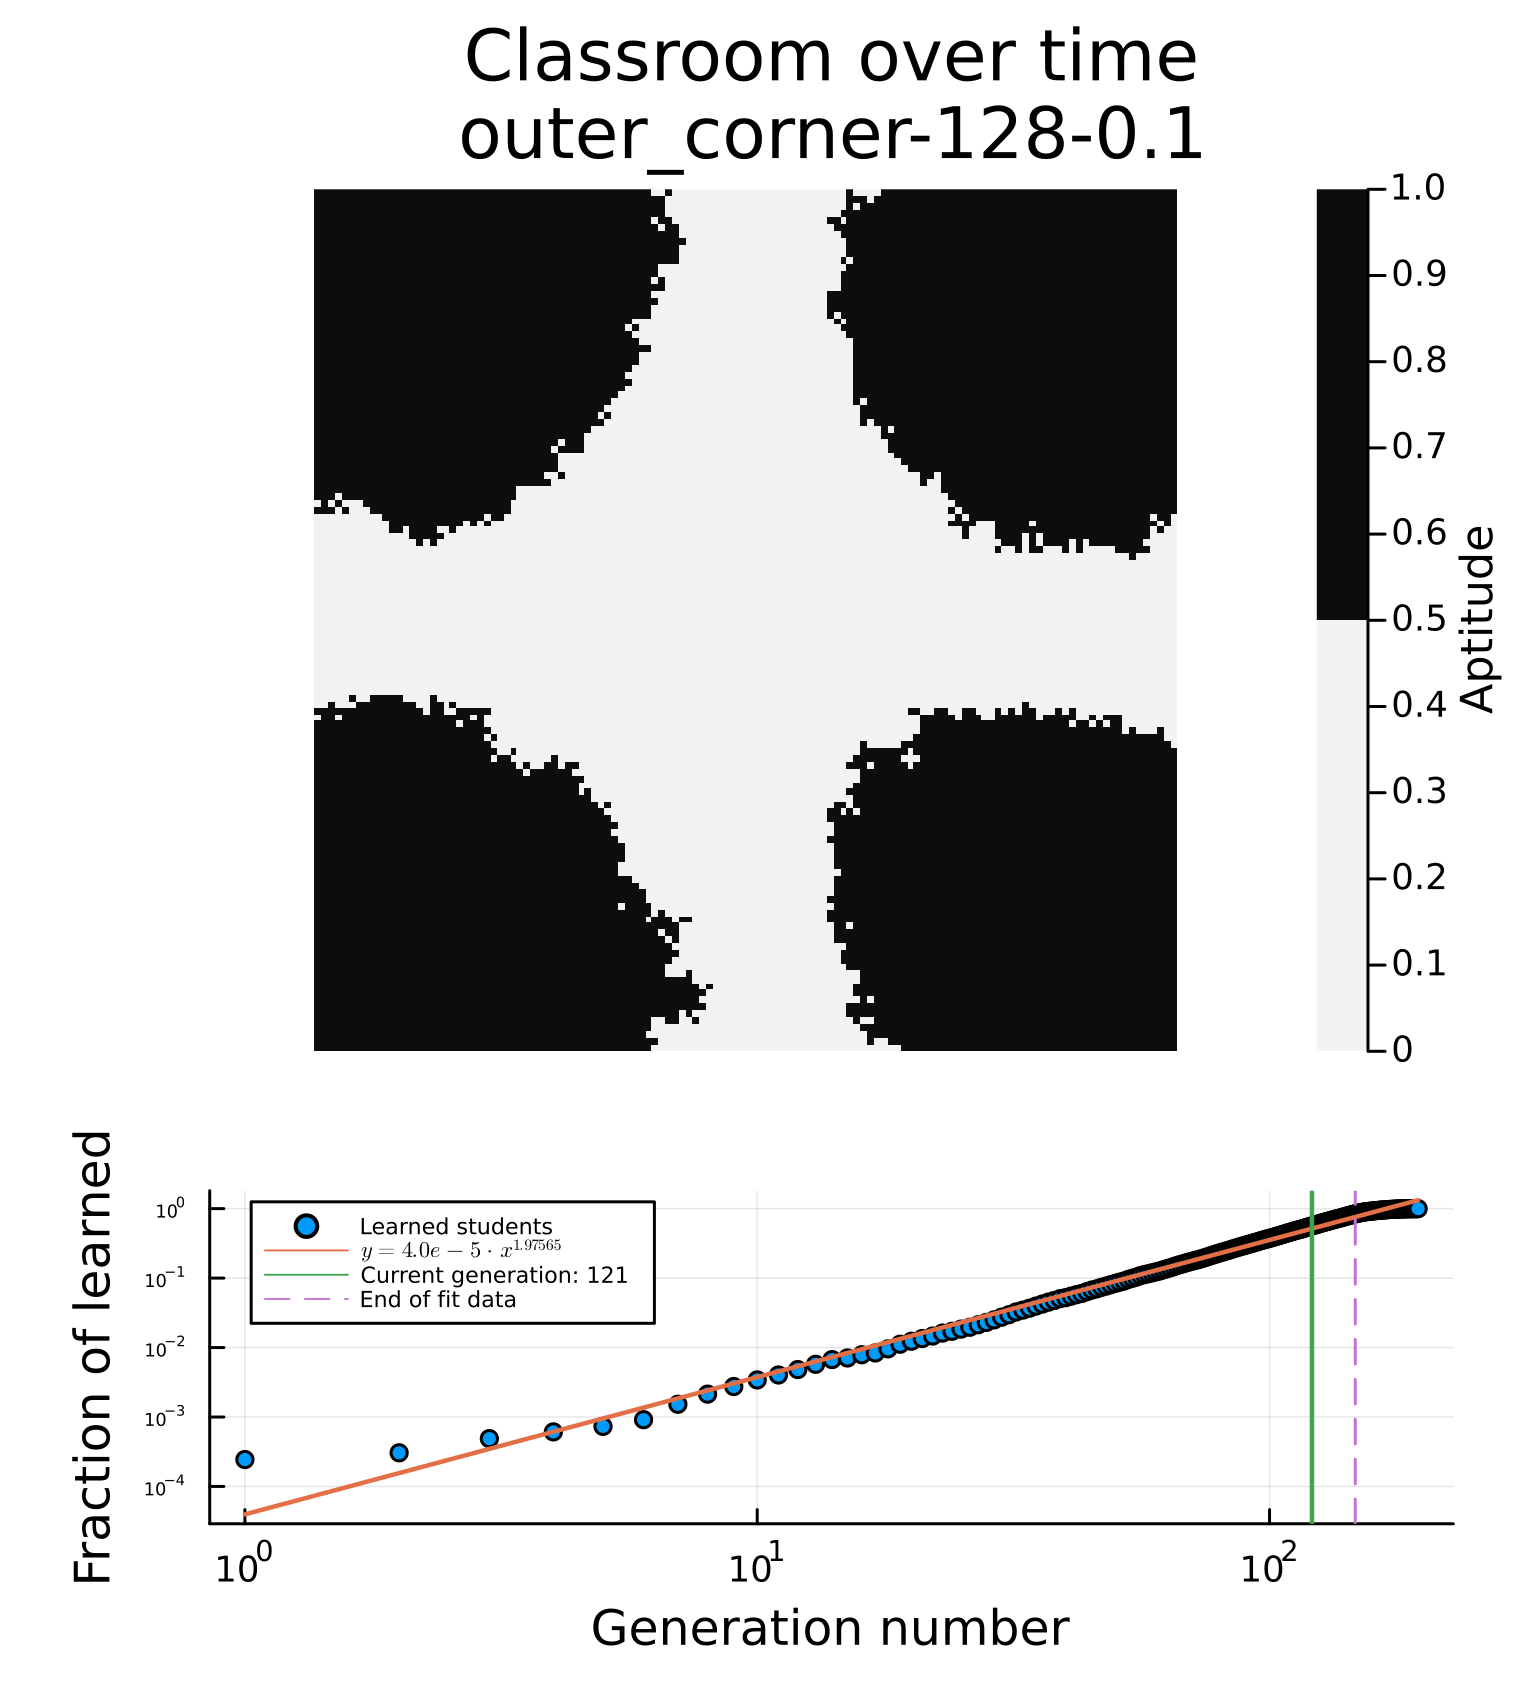 Classroom over time
outer_corner-128-0.1
1.0
0.9
0.8
0.7
0.6
0.5
0.4
0.3
0.2
0.1
0
Aptitude
Fraction of learned
10⁰
10⁻¹
10⁻²
10⁻³
10⁻⁴
Learned students
y = 4.0e − 5 · x^1.97565
Current generation: 121
End of fit data
10⁰ 10¹ 10²
Generation number